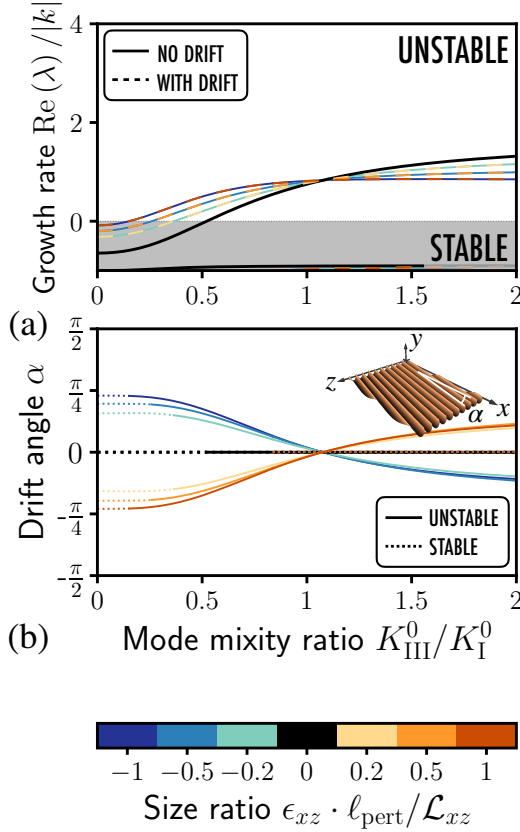 Growth rate Re (λ) /|k|
4
2
0
NO DRIFT
WITH DRIFT
UNSTABLE
STABLE
0 0.5 1 1.5 2
(a)
Drift angle α
π/2
π/4
0
−π/4
−π/2
y
z
x
α
UNSTABLE
STABLE
0 0.5 1 1.5 2
(b)
Mode mixity ratio K⁰_III/K⁰_I
−1 −0.5 −0.2 0 0.2 0.5 1
Size ratio ϵ_xz · ℓ_pert/ℒ_xz